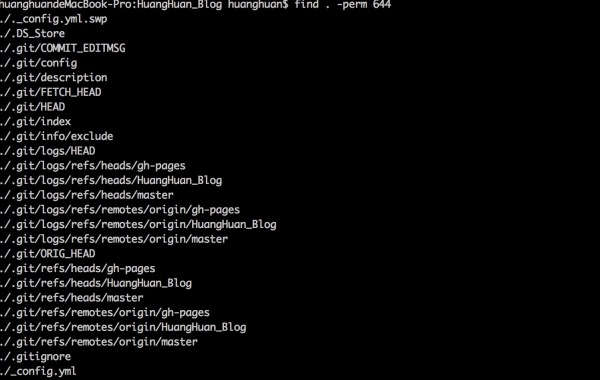 huanghuandeMacBook-Pro:HuangHuan_Blog huanghuan$ find . -perm 644
./._config.yml.swp
./.DS_Store
./.git/COMMIT_EDITMSG
./.git/config
./.git/description
./.git/FETCH_HEAD
./.git/HEAD
./.git/index
./.git/info/exclude
./.git/logs/HEAD
./.git/logs/refs/heads/gh-pages
./.git/logs/refs/heads/HuangHuan_Blog
./.git/logs/refs/heads/master
./.git/logs/refs/remotes/origin/gh-pages
./.git/logs/refs/remotes/origin/HuangHuan_Blog
./.git/logs/refs/remotes/origin/master
./.git/ORIG_HEAD
./.git/refs/heads/gh-pages
./.git/refs/heads/HuangHuan_Blog
./.git/refs/heads/master
./.git/refs/remotes/origin/gh-pages
./.git/refs/remotes/origin/HuangHuan_Blog
./.git/refs/remotes/origin/master
./.gitignore
./_config.yml